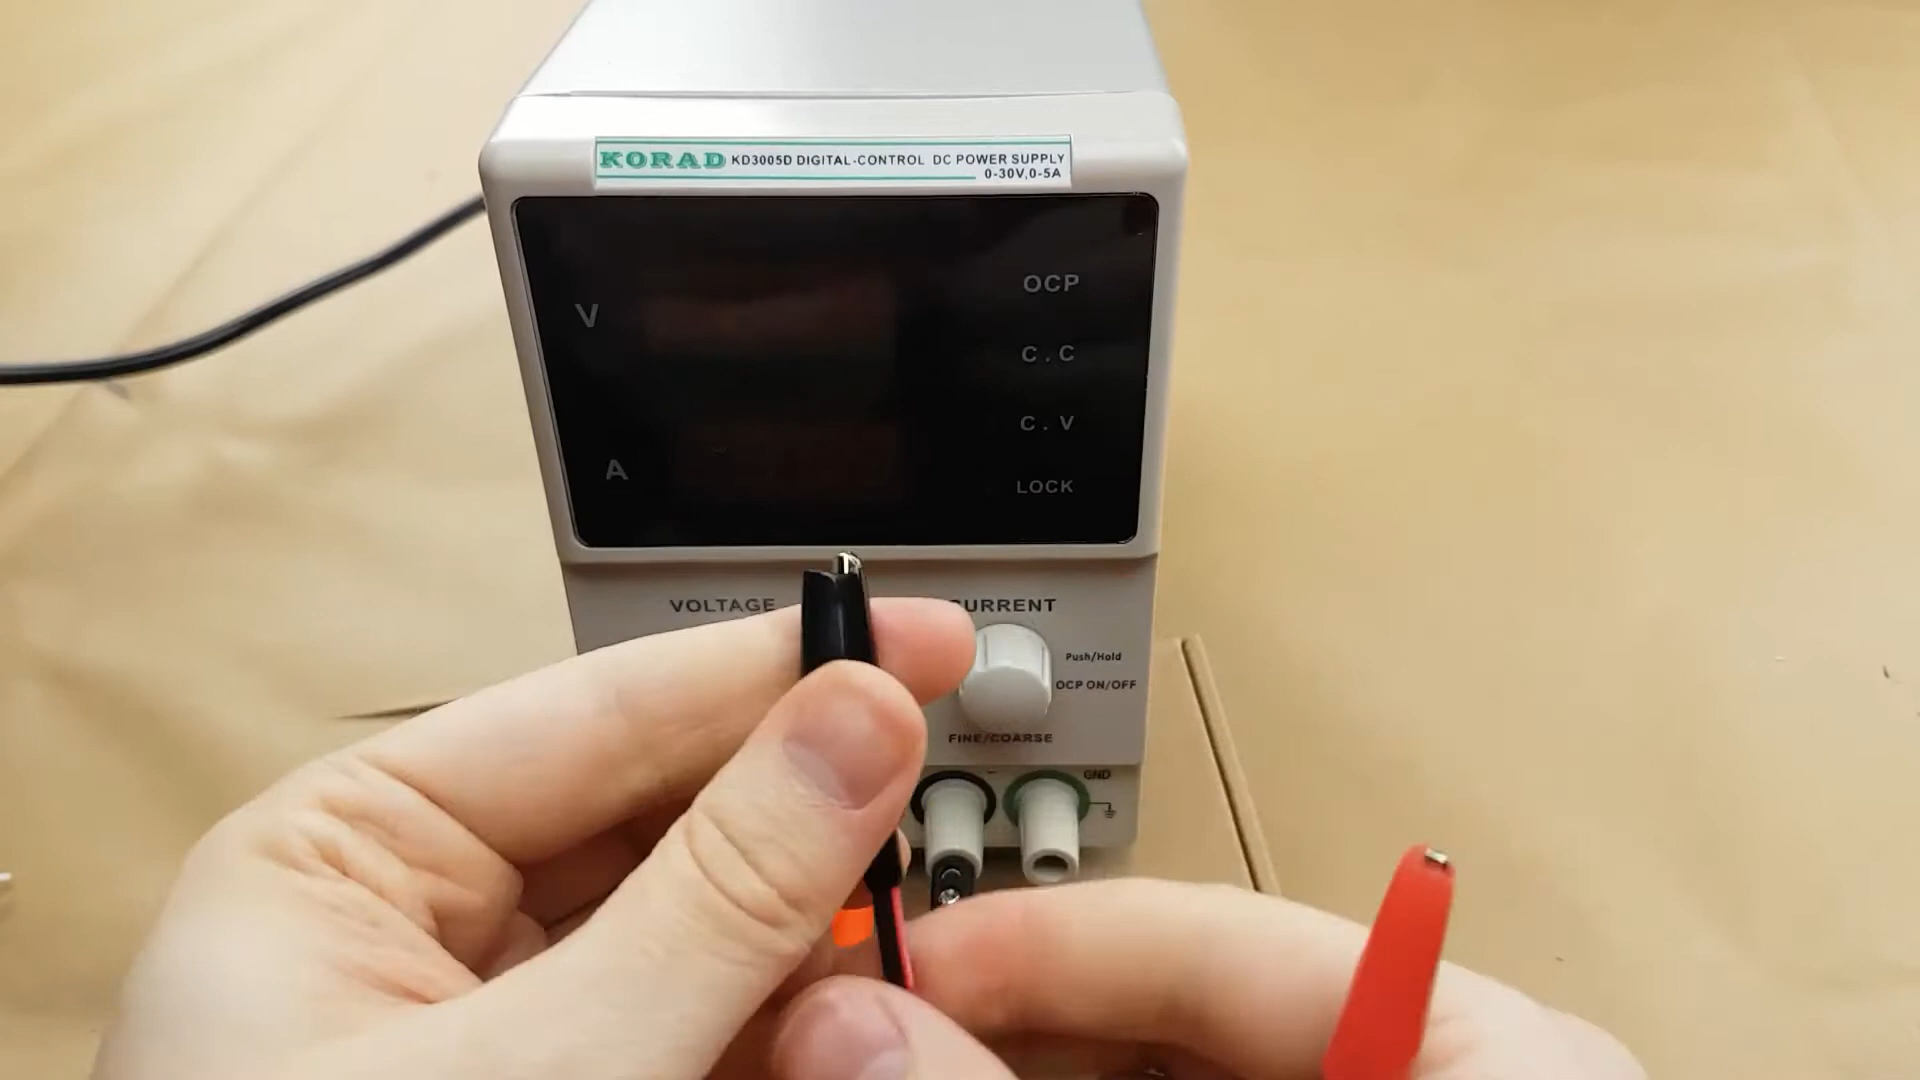 KORAD KD3005D DIGITAL-CONTROL DC POWER SUPPLY
0-30V,0-5A
V
OCP
C.C
C.V
A
LOCK
VOLTAGE
CURRENT
Push/Hold
OCP ON/OFF
FINE/COARSE
-
GND